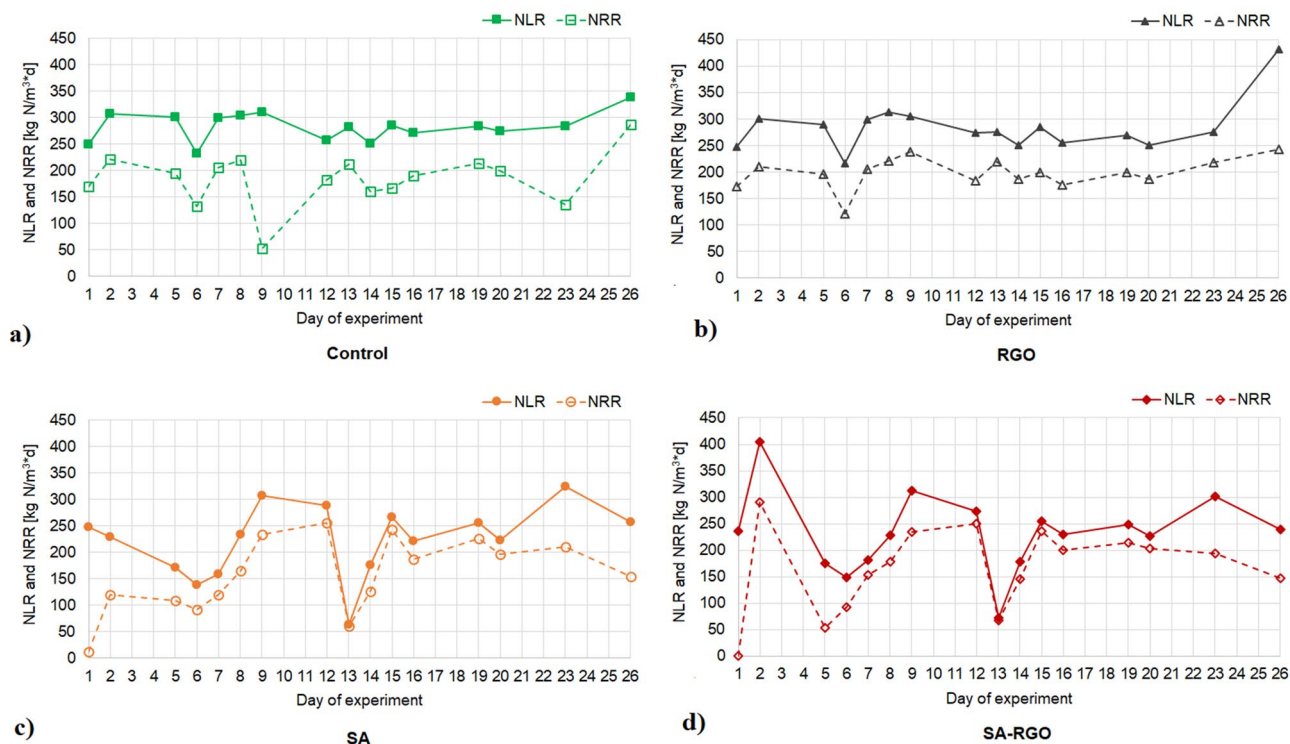 NLR NRR
NLR and NRR [kg N/m³*d]
450
400
350
300
250
200
150
100
50
0
1 2 3 4 5 6 7 8 9 10 11 12 13 14 15 16 17 18 19 20 21 22 23 24 25 26
Day of experiment
a)
Control
NLR NRR
NLR and NRR [kg N/m³*d]
450
400
350
300
250
200
150
100
50
0
1 2 3 4 5 6 7 8 9 10 11 12 13 14 15 16 17 18 19 20 21 22 23 24 25 26
Day of experiment
b)
RGO
NLR NRR
NLR and NRR [kg N/m³*d]
450
400
350
300
250
200
150
100
50
0
1 2 3 4 5 6 7 8 9 10 11 12 13 14 15 16 17 18 19 20 21 22 23 24 25 26
Day of experiment
c)
SA
NLR NRR
NLR and NRR [kg N/m³*d]
450
400
350
300
250
200
150
100
50
0
1 2 3 4 5 6 7 8 9 10 11 12 13 14 15 16 17 18 19 20 21 22 23 24 25 26
Day of experiment
d)
SA-RGO